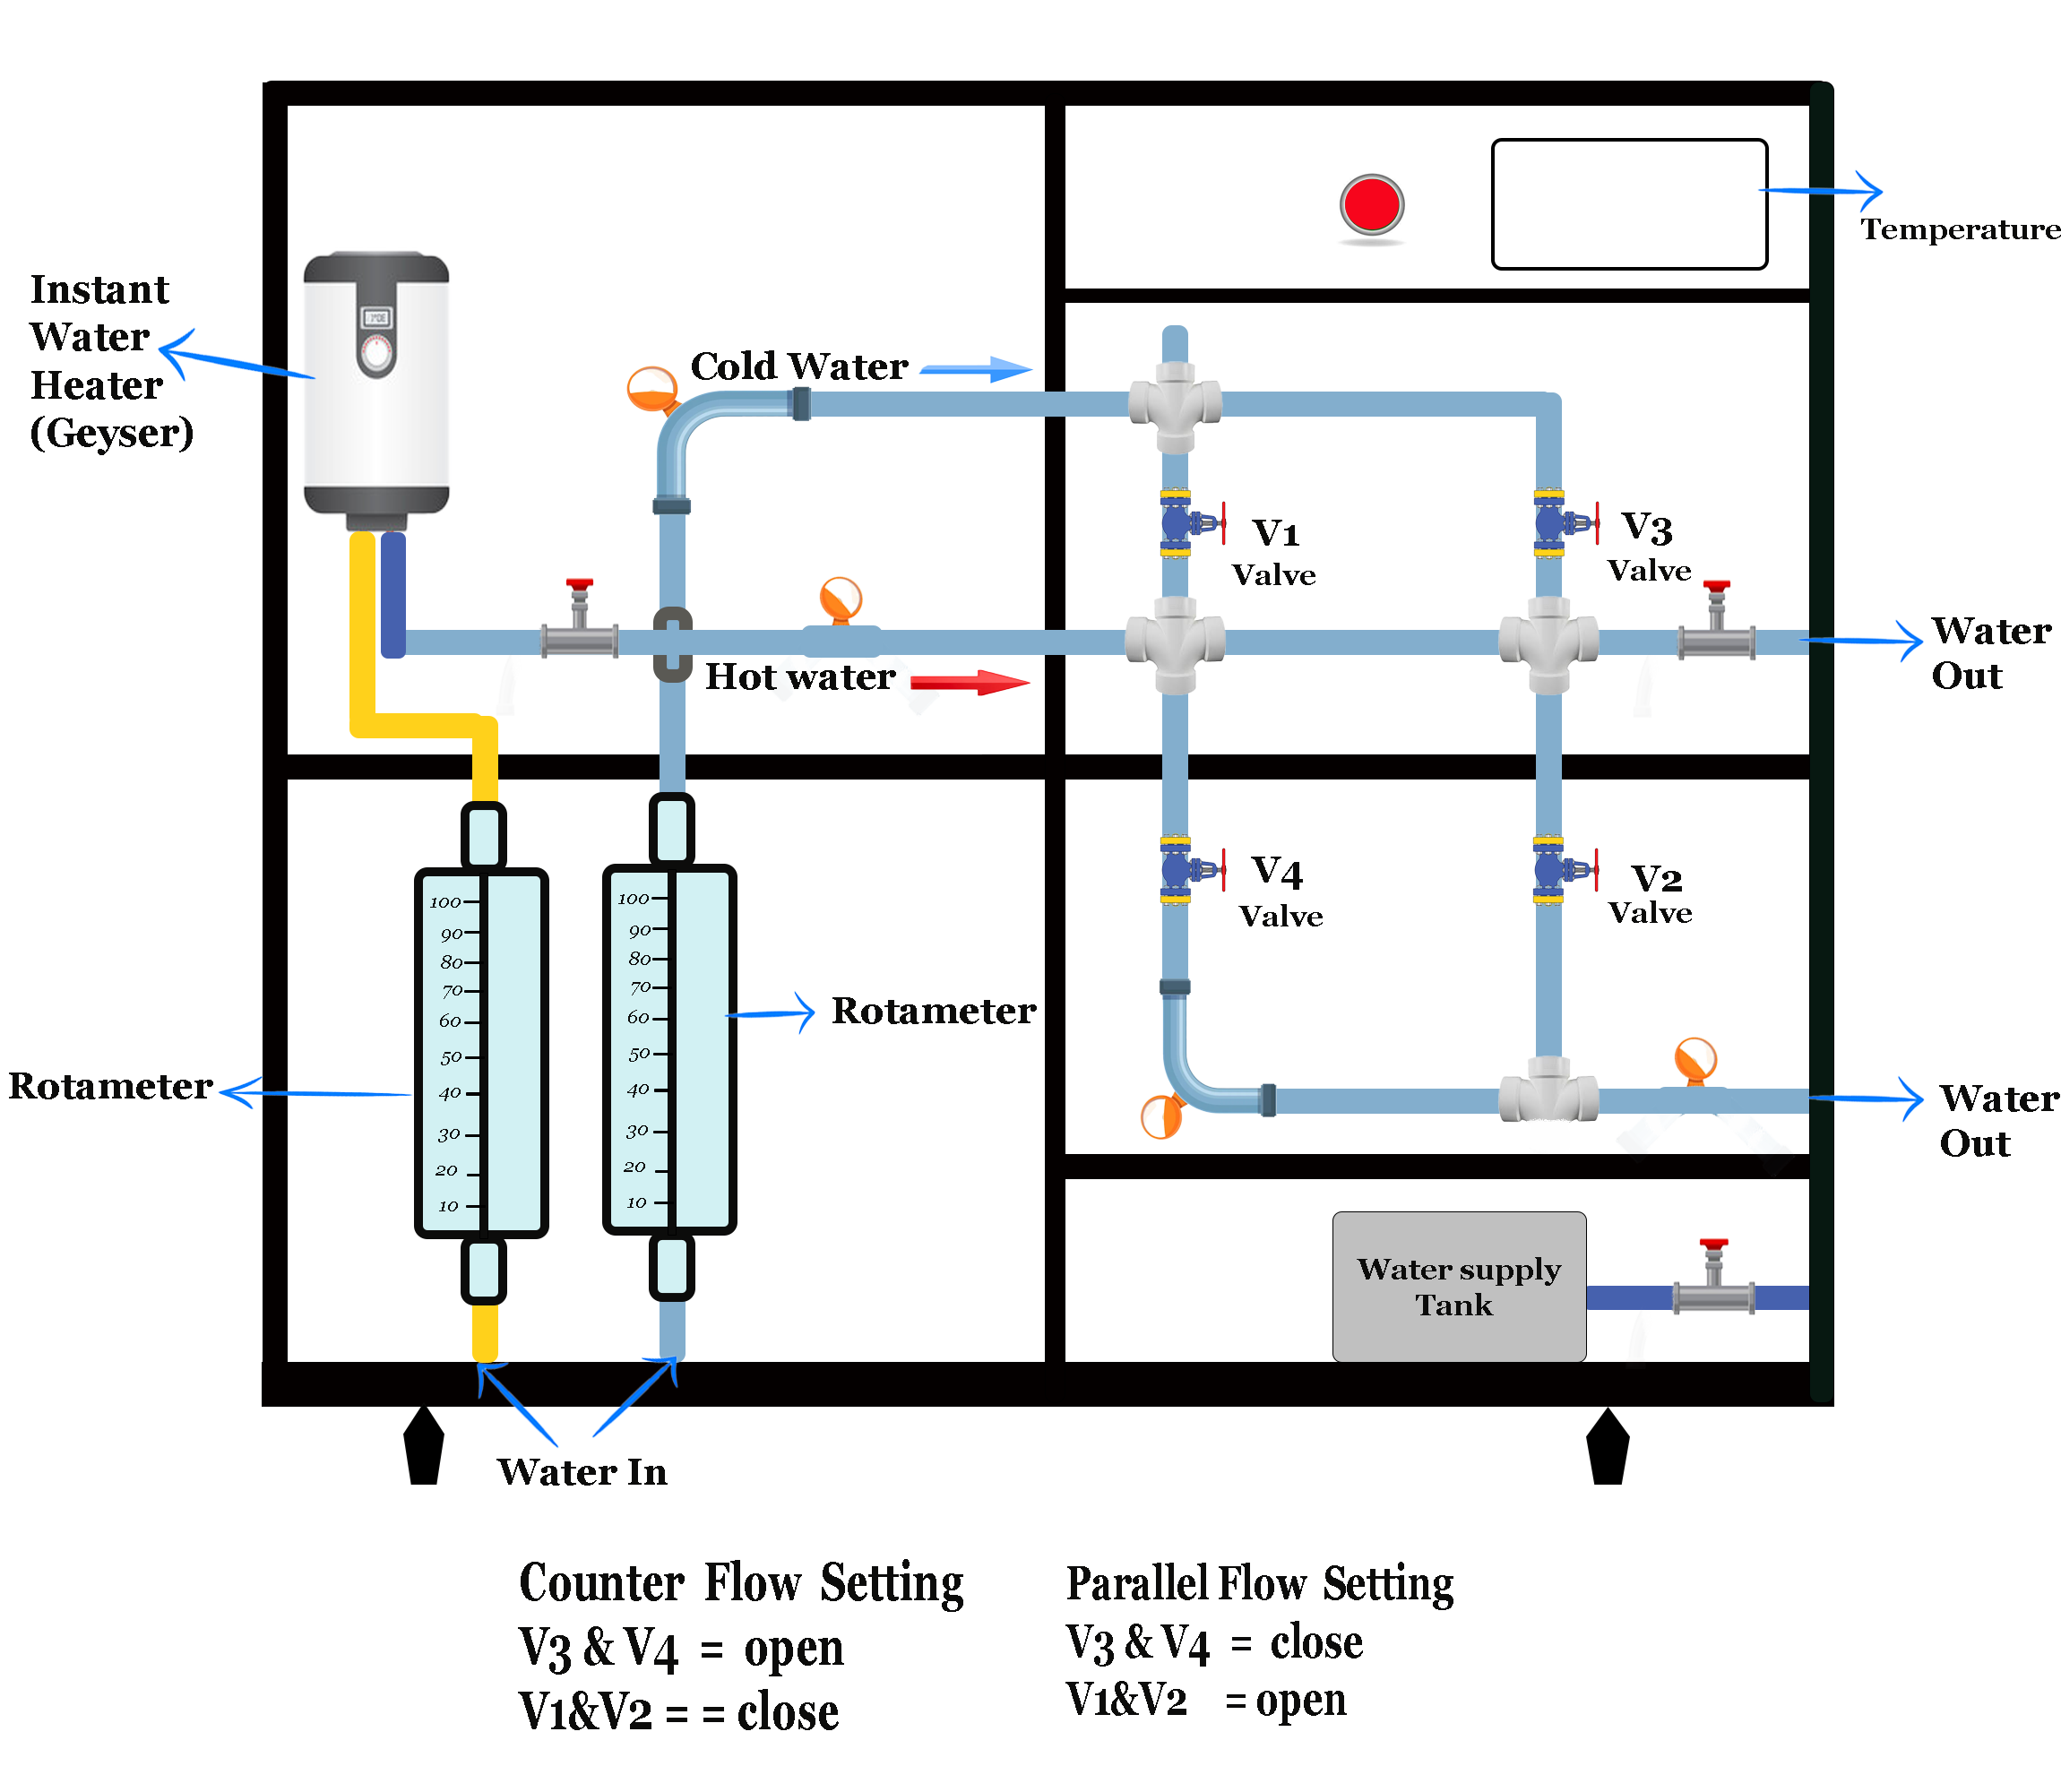 Temperature
Instant
Water
Heater
(Geyser)
Cold Water
V1
Valve
V3
Valve
Water
Out
Hot water
V4
Valve
V2
Valve
100
90
80
70
60
50
40
30
20
10
100
90
80
70
60
50
40
30
20
10
Rotameter
Rotameter
Water
Out
Water supply
Tank
Water In
Counter Flow Setting
V3 & V4 = open
V1&V2 = = close
Parallel Flow Setting
V3 & V4 = close
V1&V2 = open